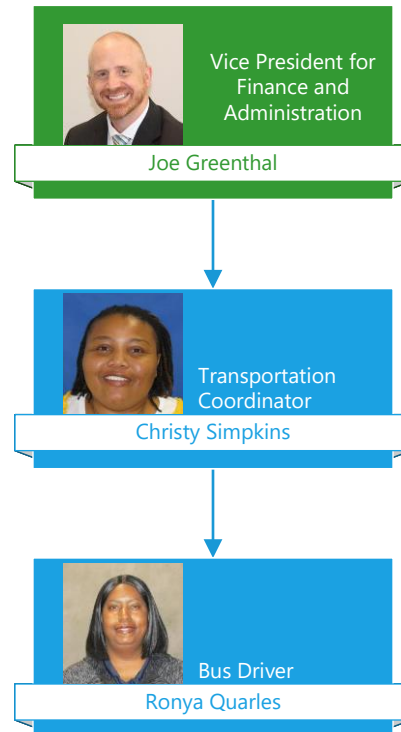 Vice President for
Finance and
Administration
Joe Greenthal
Transportation
Coordinator
Christy Simpkins
Bus Driver
Ronya Quarles